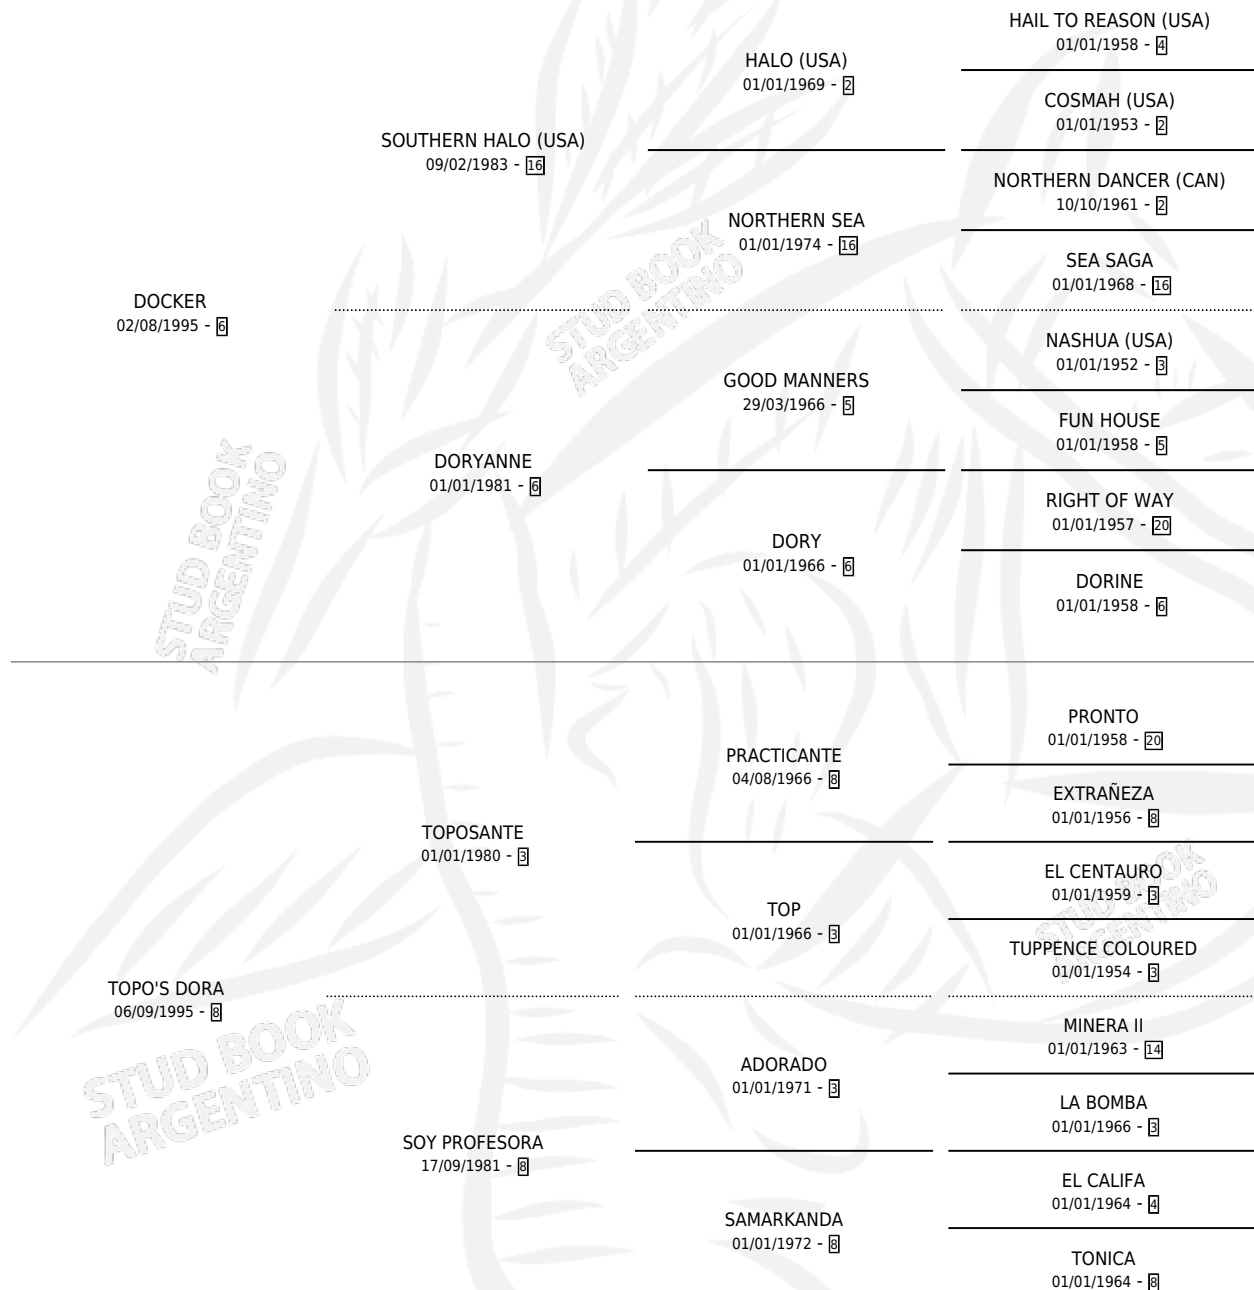 HAIL TO REASON (USA)
01/01/1958 - 4
HALO (USA)
01/01/1969 - 2
COSMAH (USA)
01/01/1953 - 2
SOUTHERN HALO (USA)
09/02/1983 - 16
NORTHERN DANCER (CAN)
10/10/1961 - 2
NORTHERN SEA
01/01/1974 - 16
SEA SAGA
01/01/1968 - 16
DOCKER
02/08/1995 - 6
STUD BOOK
ARGENTINO
NASHUA (USA)
01/01/1952 - 3
GOOD MANNERS
29/03/1966 - 5
FUN HOUSE
01/01/1958 - 5
DORYANNE
01/01/1981 - 6
RIGHT OF WAY
01/01/1957 - 20
DORY
01/01/1966 - 6
DORINE
01/01/1958 - 6
STUD BOOK
ARGENTINO
PRONTO
01/01/1958 - 20
PRACTICANTE
04/08/1966 - 8
EXTRAÑEZA
01/01/1956 - 8
TOPOSANTE
01/01/1980 - 3
EL CENTAURO
01/01/1959 - 3
TOP
01/01/1966 - 3
TUPPENCE COLOURED
01/01/1954 - 3
STUD BOOK
ARGENTINO
TOPO'S DORA
06/09/1995 - 8
STUD BOOK
ARGENTINO
MINERA II
01/01/1963 - 14
ADORADO
01/01/1971 - 3
LA BOMBA
01/01/1966 - 3
SOY PROFESORA
17/09/1981 - 8
EL CALIFA
01/01/1964 - 4
SAMARKANDA
01/01/1972 - 8
TONICA
01/01/1964 - 8